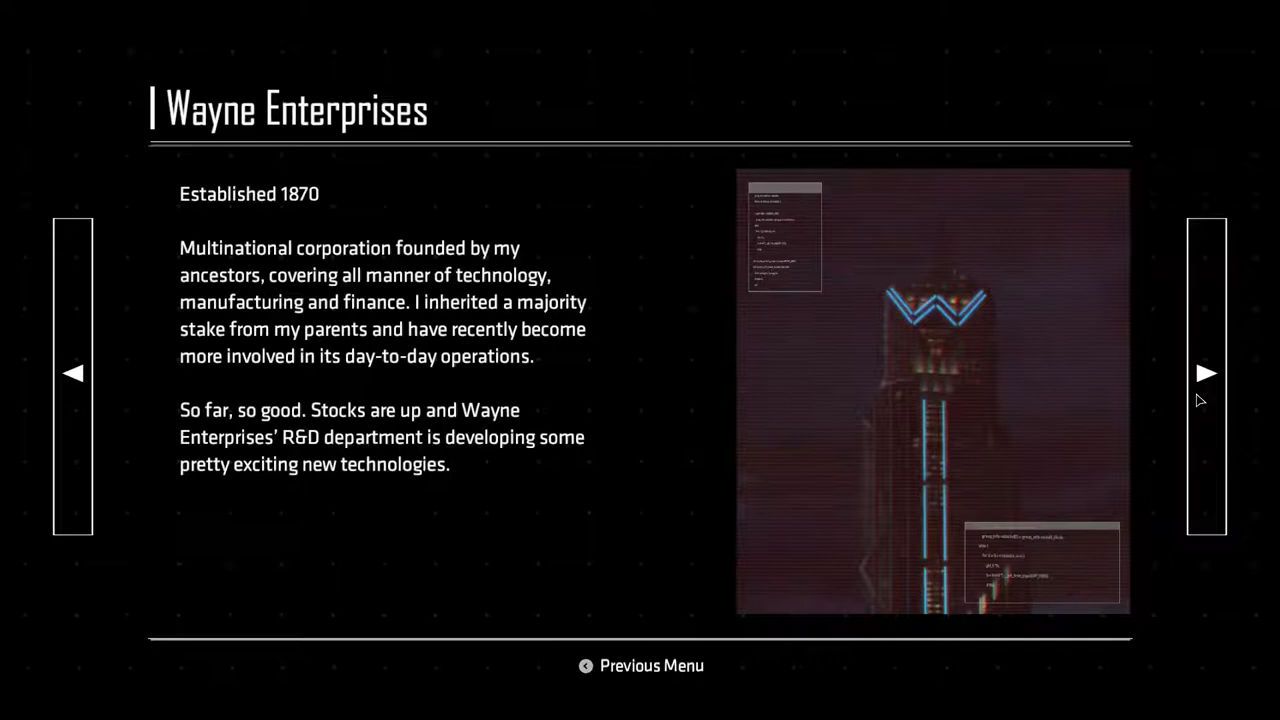 Wayne Enterprises
Established 1870
Multinational corporation founded by my
ancestors, covering all manner of technology,
manufacturing and finance. I inherited a majority
stake from my parents and have recently become
more involved in its day-to-day operations.
So far, so good. Stocks are up and Wayne
Enterprises’ R&D department is developing some
pretty exciting new technologies.
Previous Menu